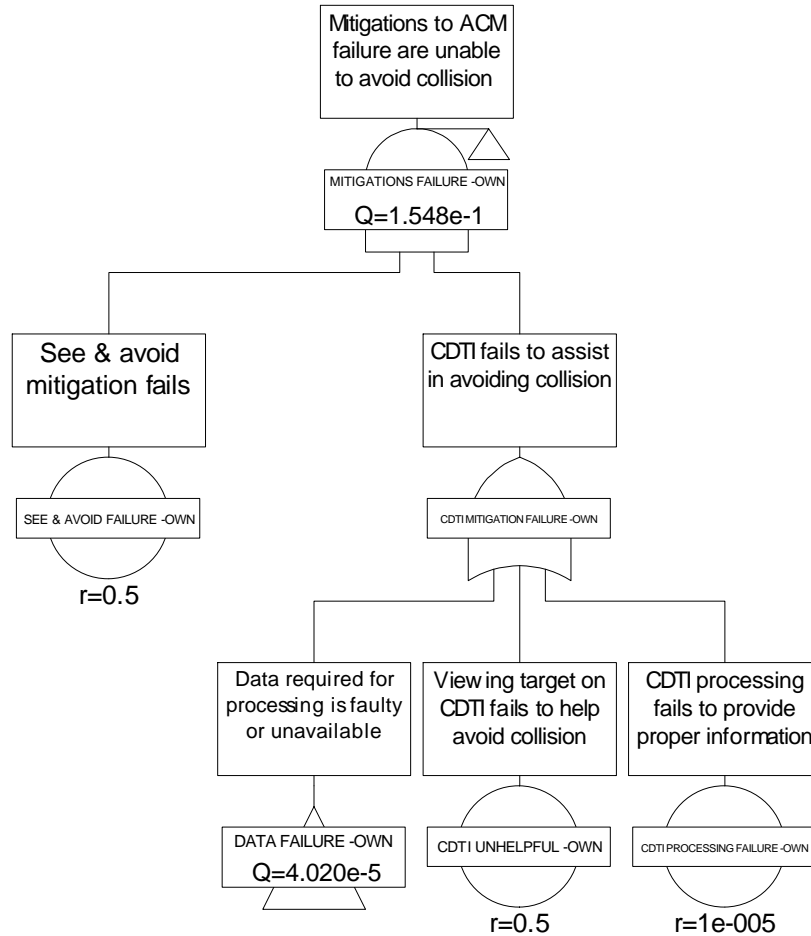 Mitigations to ACM
failure are unable
to avoid collision
MITIGATIONS FAILURE -OWN
Q=1.548e-1
See & avoid
mitigation fails
SEE & AVOID FAILURE -OWN
r=0.5
CDTI fails to assist
in avoiding collision
CDTI MITIGATION FAILURE -OWN
Data required for
processing is faulty
or unavailable
DATA FAILURE -OWN
Q=4.020e-5
Viewing target on
CDTI fails to help
avoid collision
CDTI UNHELPFUL -OWN
r=0.5
CDTI processing
fails to provide
proper information
CDTI PROCESSING FAILURE -OWN
r=1e-005